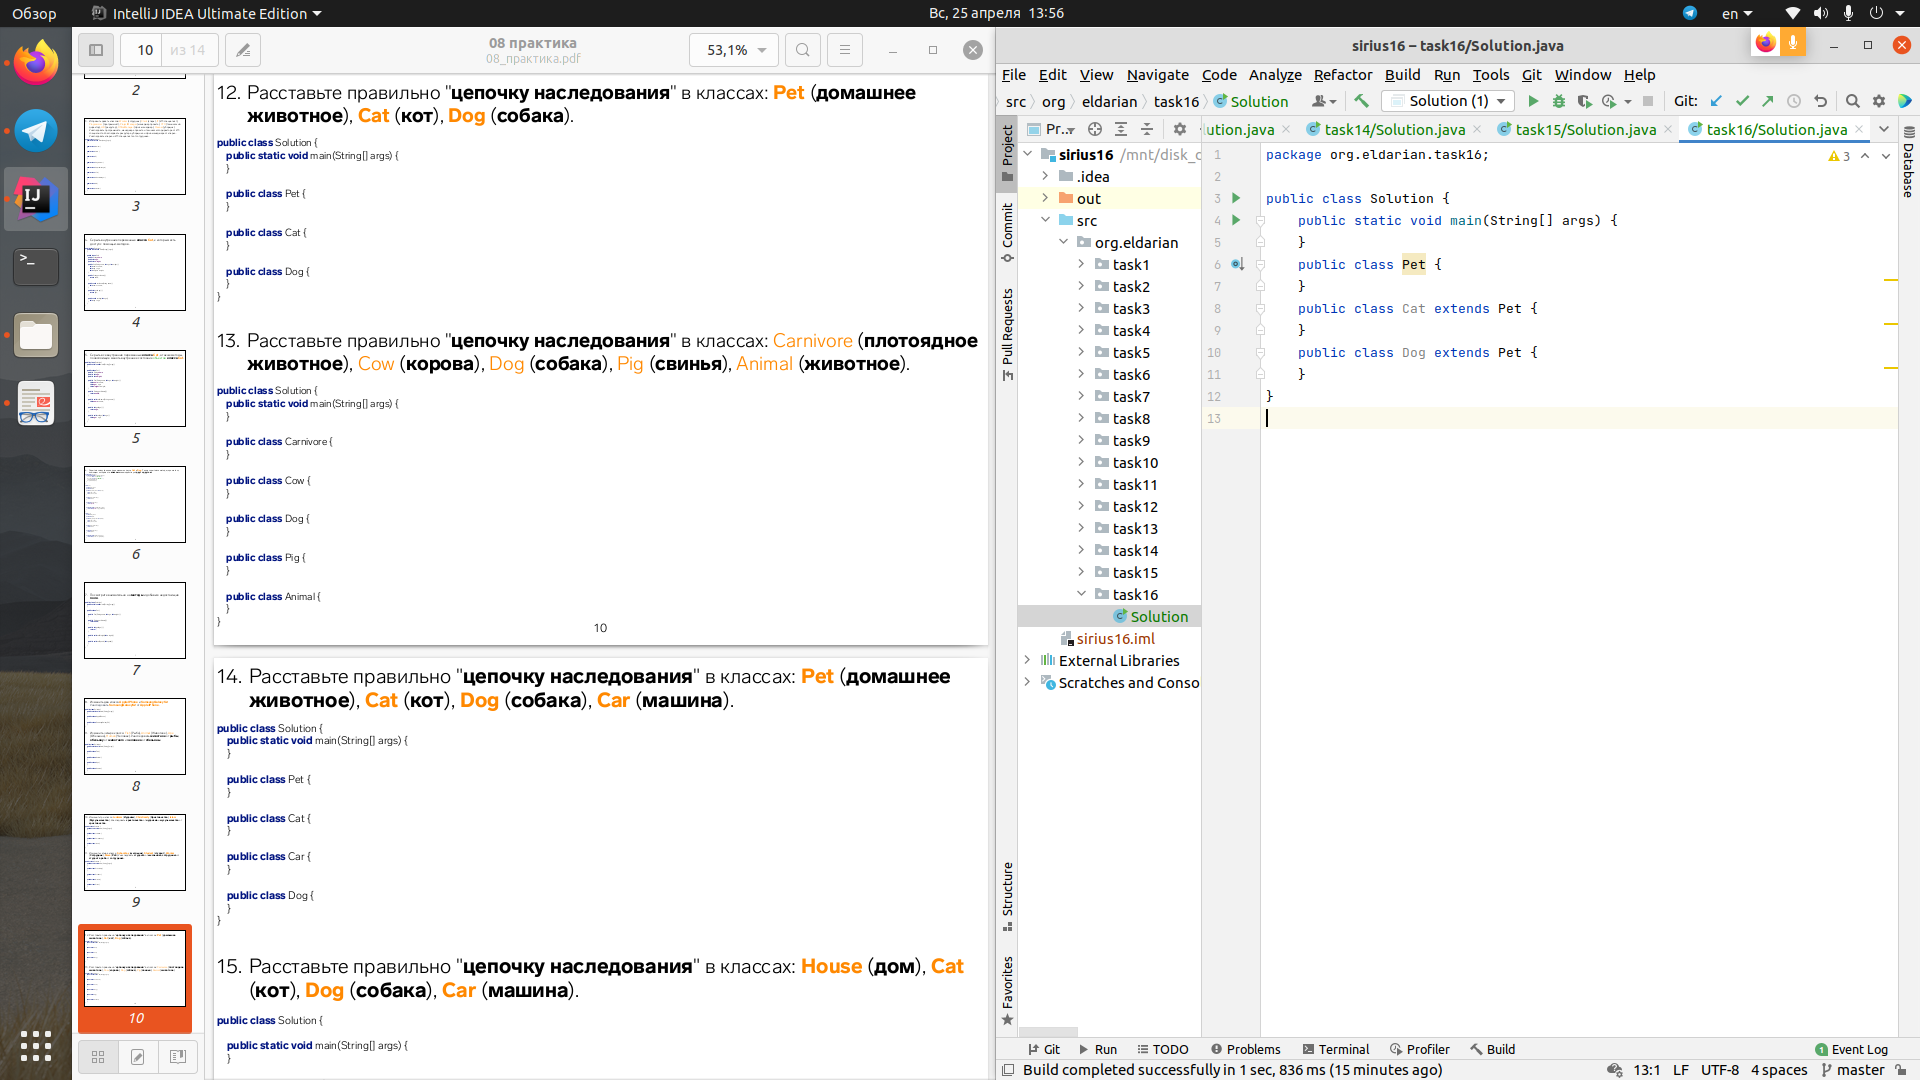 Обзор
IntelliJ IDEA Ultimate Edition
Вс, 25 апреля 13:56
en
10 из 14
08 практика
08_практика.pdf
53,1%
2
3
4
5
6
7
8
9
10
12. Расставьте правильно "цепочку наследования" в классах: Pet (домашнее
животное), Cat (кот), Dog (собака).
public class Solution {
public static void main(String[] args) {
}
public class Pet {
}
public class Cat {
}
public class Dog {
}
}
13. Расставьте правильно "цепочку наследования" в классах: Carnivore (плотоядное
животное), Cow (корова), Dog (собака), Pig (свинья), Animal (животное).
public class Solution {
public static void main(String[] args) {
}
public class Carnivore {
}
public class Cow {
}
public class Dog {
}
public class Pig {
}
public class Animal {
}
}
10
14. Расставьте правильно "цепочку наследования" в классах: Pet (домашнее
животное), Cat (кот), Dog (собака), Car (машина).
public class Solution {
public static void main(String[] args) {
}
public class Pet {
}
public class Cat {
}
public class Car {
}
public class Dog {
}
}
15. Расставьте правильно "цепочку наследования" в классах: House (дом), Cat
(кот), Dog (собака), Car (машина).
public class Solution {
public static void main(String[] args) {
}
sirius16 – task16/Solution.java
File Edit View Navigate Code Analyze Refactor Build Run Tools Git Window Help
src org eldarian task16 Solution
Solution (1)
Git:
Pr...
ution.java
task14/Solution.java
task15/Solution.java
task16/Solution.java
Project
Commit
Pull Requests
Structure
Favorites
Database
sirius16 /mnt/disk_
.idea
out
src
org.eldarian
task1
task2
task3
task4
task5
task6
task7
task8
task9
task10
task11
task12
task13
task14
task15
task16
Solution
sirius16.iml
External Libraries
Scratches and Conso
3
1 package org.eldarian.task16;
2
3 public class Solution {
4 public static void main(String[] args) {
5 }
6 public class Pet {
7 }
8 public class Cat extends Pet {
9 }
10 public class Dog extends Pet {
11 }
12 }
13
Git Run TODO Problems Terminal Profiler Build
1 Event Log
Build completed successfully in 1 sec, 836 ms (15 minutes ago)
13:1 LF UTF-8 4 spaces master